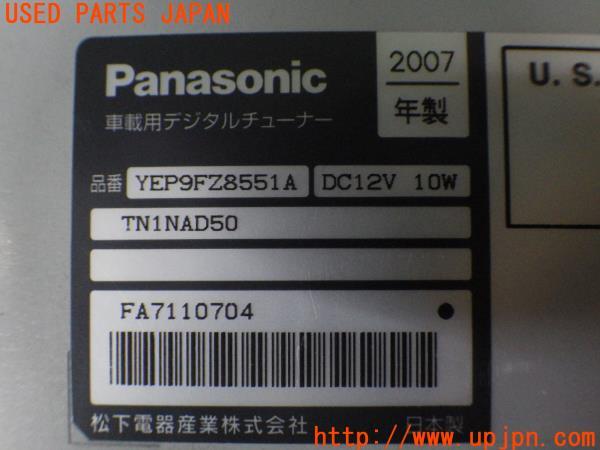 USED PARTS JAPAN
Panasonic
2007
年製
車載用デジタルチューナー
U. S.
品番 YEP9FZ8551A DC12V 10W
TN1NAD50
FA7110704
松下電器産業株式会社 日本製
http://www.upjpn.com